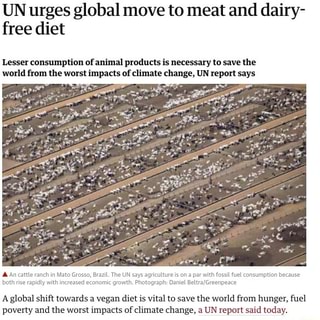 UN urges global move to meat and dairy-
free diet
Lesser consumption of animal products is necessary to save the
world from the worst impacts of climate change, UN report says
An cattle ranch in Mato Grosso, Brazil. The UN says agriculture is on a par with fossil fuel consumption because
both rise rapidly with increased economic growth. Photograph: Daniel Beltra/Greenpeace
A global shift towards a vegan diet is vital to save the world from hunger, fuel
poverty and the worst impacts of climate change, a UN report said today.